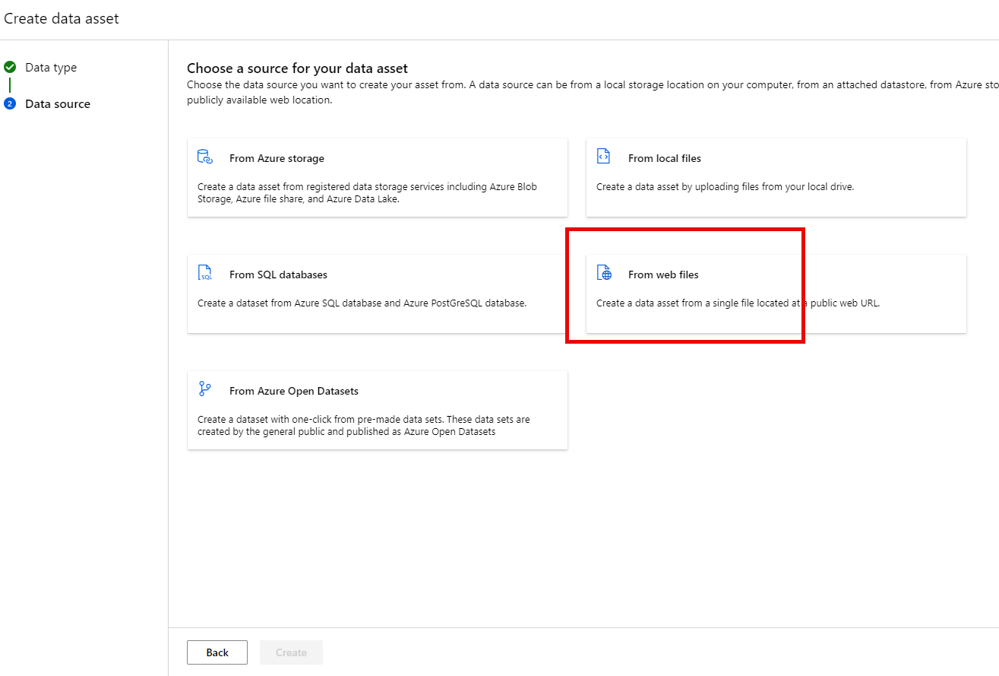 Create data asset
Data type
2
Data source
Choose a source for your data asset
Choose the data source you want to create your asset from. A data source can be from a local storage location on your computer, from an attached datastore, from Azure sto
publicly available web location.
From Azure storage
Create a data asset from registered data storage services including Azure Blob
Storage, Azure file share, and Azure Data Lake.
From local files
Create a data asset by uploading files from your local drive.
SQL
From SQL databases
Create a dataset from Azure SQL database and Azure PostGreSQL database.
From web files
Create a data asset from a single file located at a public web URL.
From Azure Open Datasets
Create a dataset with one-click from pre-made data sets. These data sets are
created by the general public and published as Azure Open Datasets
Back
Create